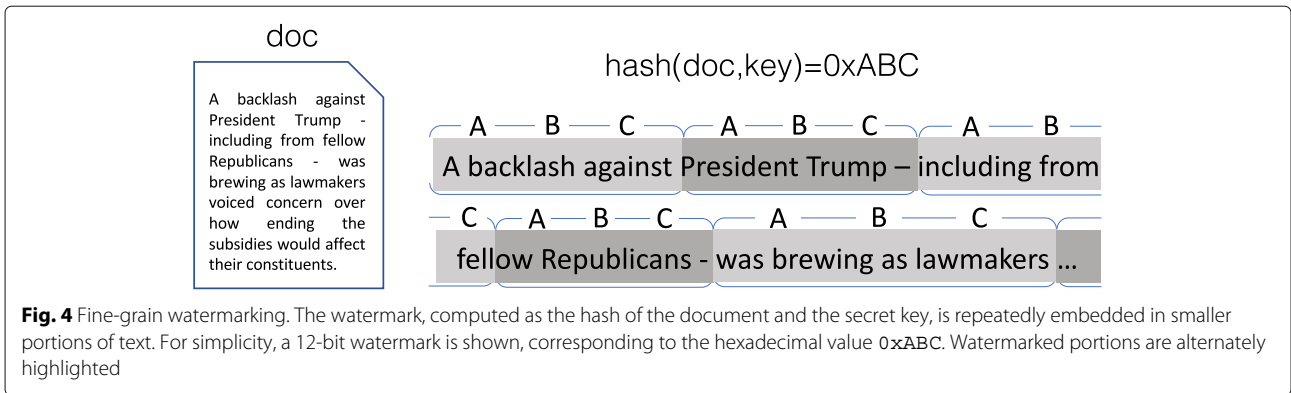 doc
A backlash against
President Trump -
including from fellow
Republicans - was
brewing as lawmakers
voiced concern over
how ending the
subsidies would affect
their constituents.
hash(doc,key)=0xABC
A B C A B C A B
A backlash against President Trump – including from
C A B C A B C
fellow Republicans - was brewing as lawmakers ...
Fig. 4 Fine-grain watermarking. The watermark, computed as the hash of the document and the secret key, is repeatedly embedded in smaller
portions of text. For simplicity, a 12-bit watermark is shown, corresponding to the hexadecimal value 0xABC. Watermarked portions are alternately
highlighted